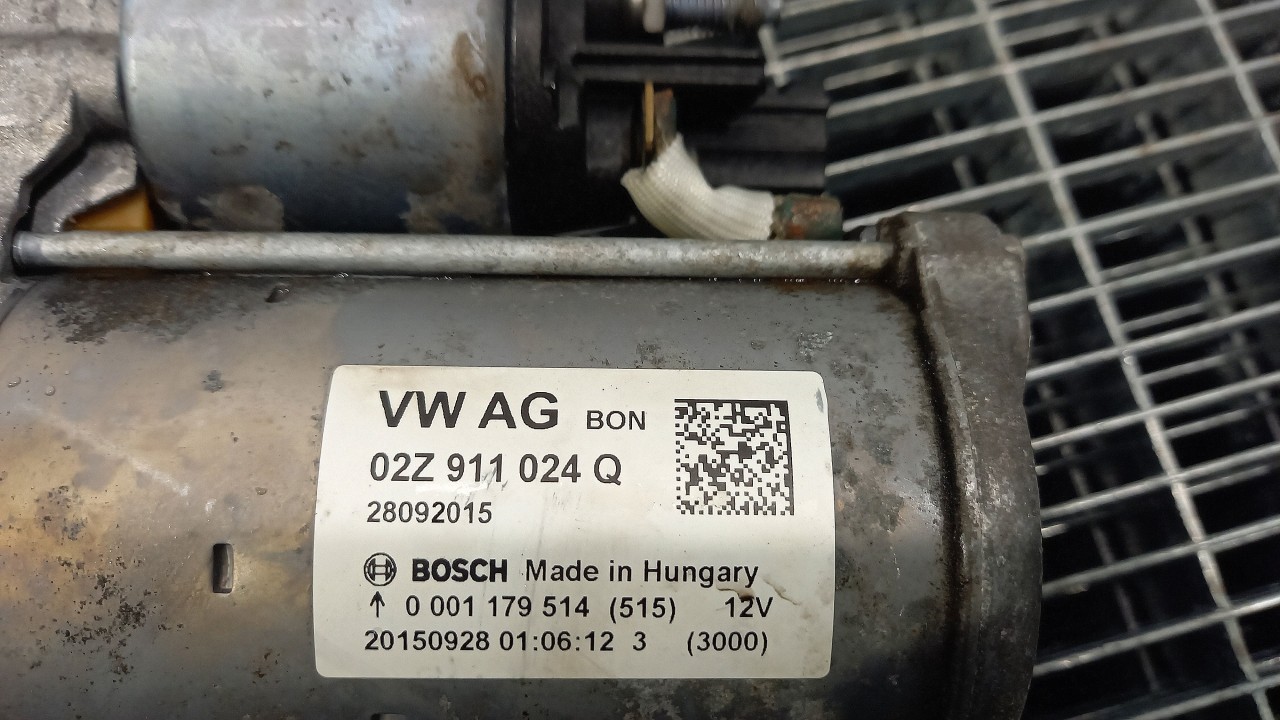 VW AG BON
02Z 911 024 Q
28092015
BOSCH Made in Hungary
↑ 0 001 179 514 (515) 12V
20150928 01:06:12 3 (3000)